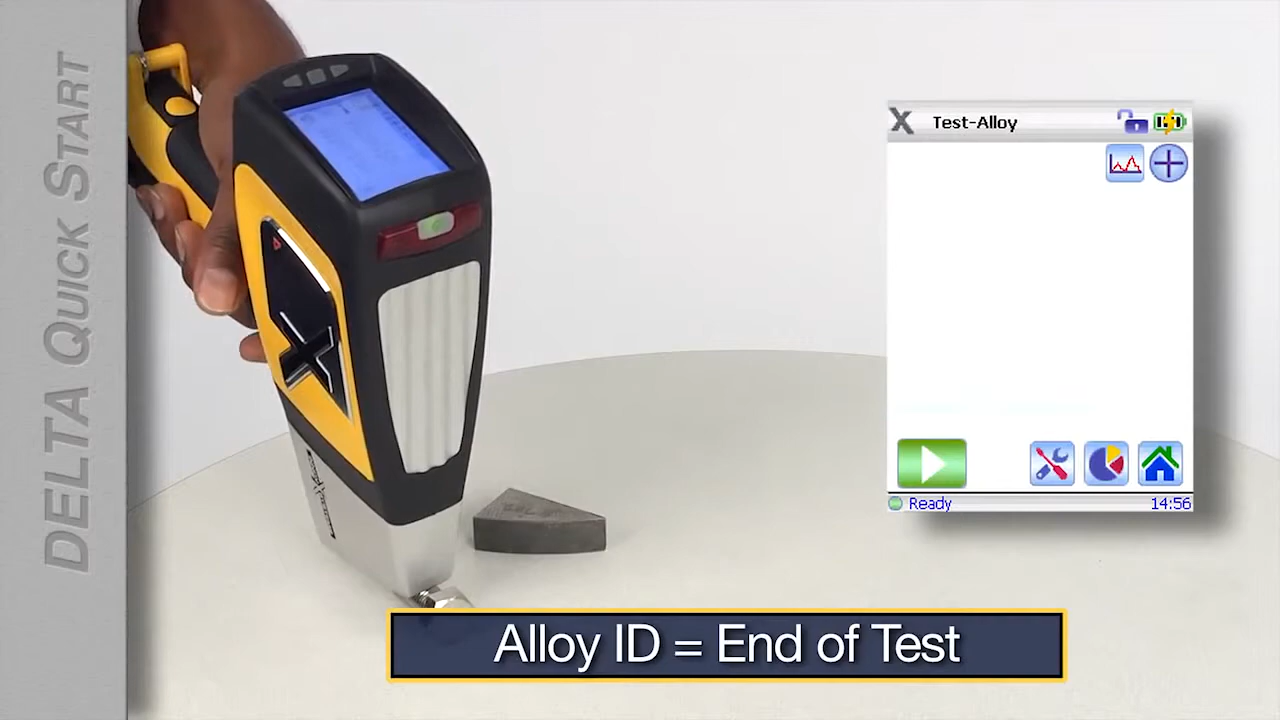 DELTA QUICK START
X Test-Alloy
Ready 14:56
Alloy ID = End of Test